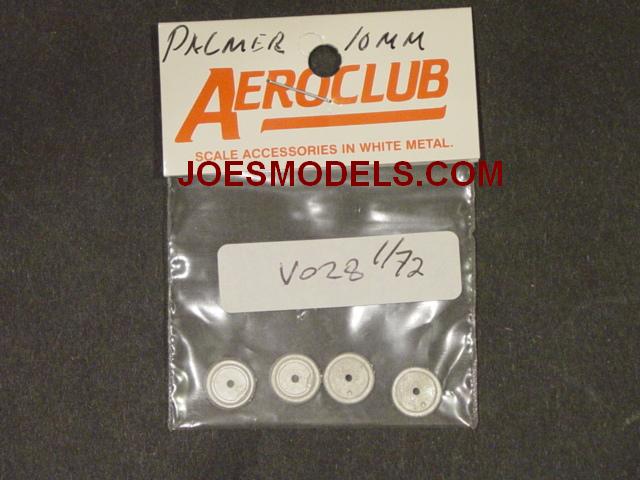 PALMER 10MM
AEROCLUB
SCALE ACCESSORIES IN WHITE METAL.
JOESMODELS.COM
V028 1/72